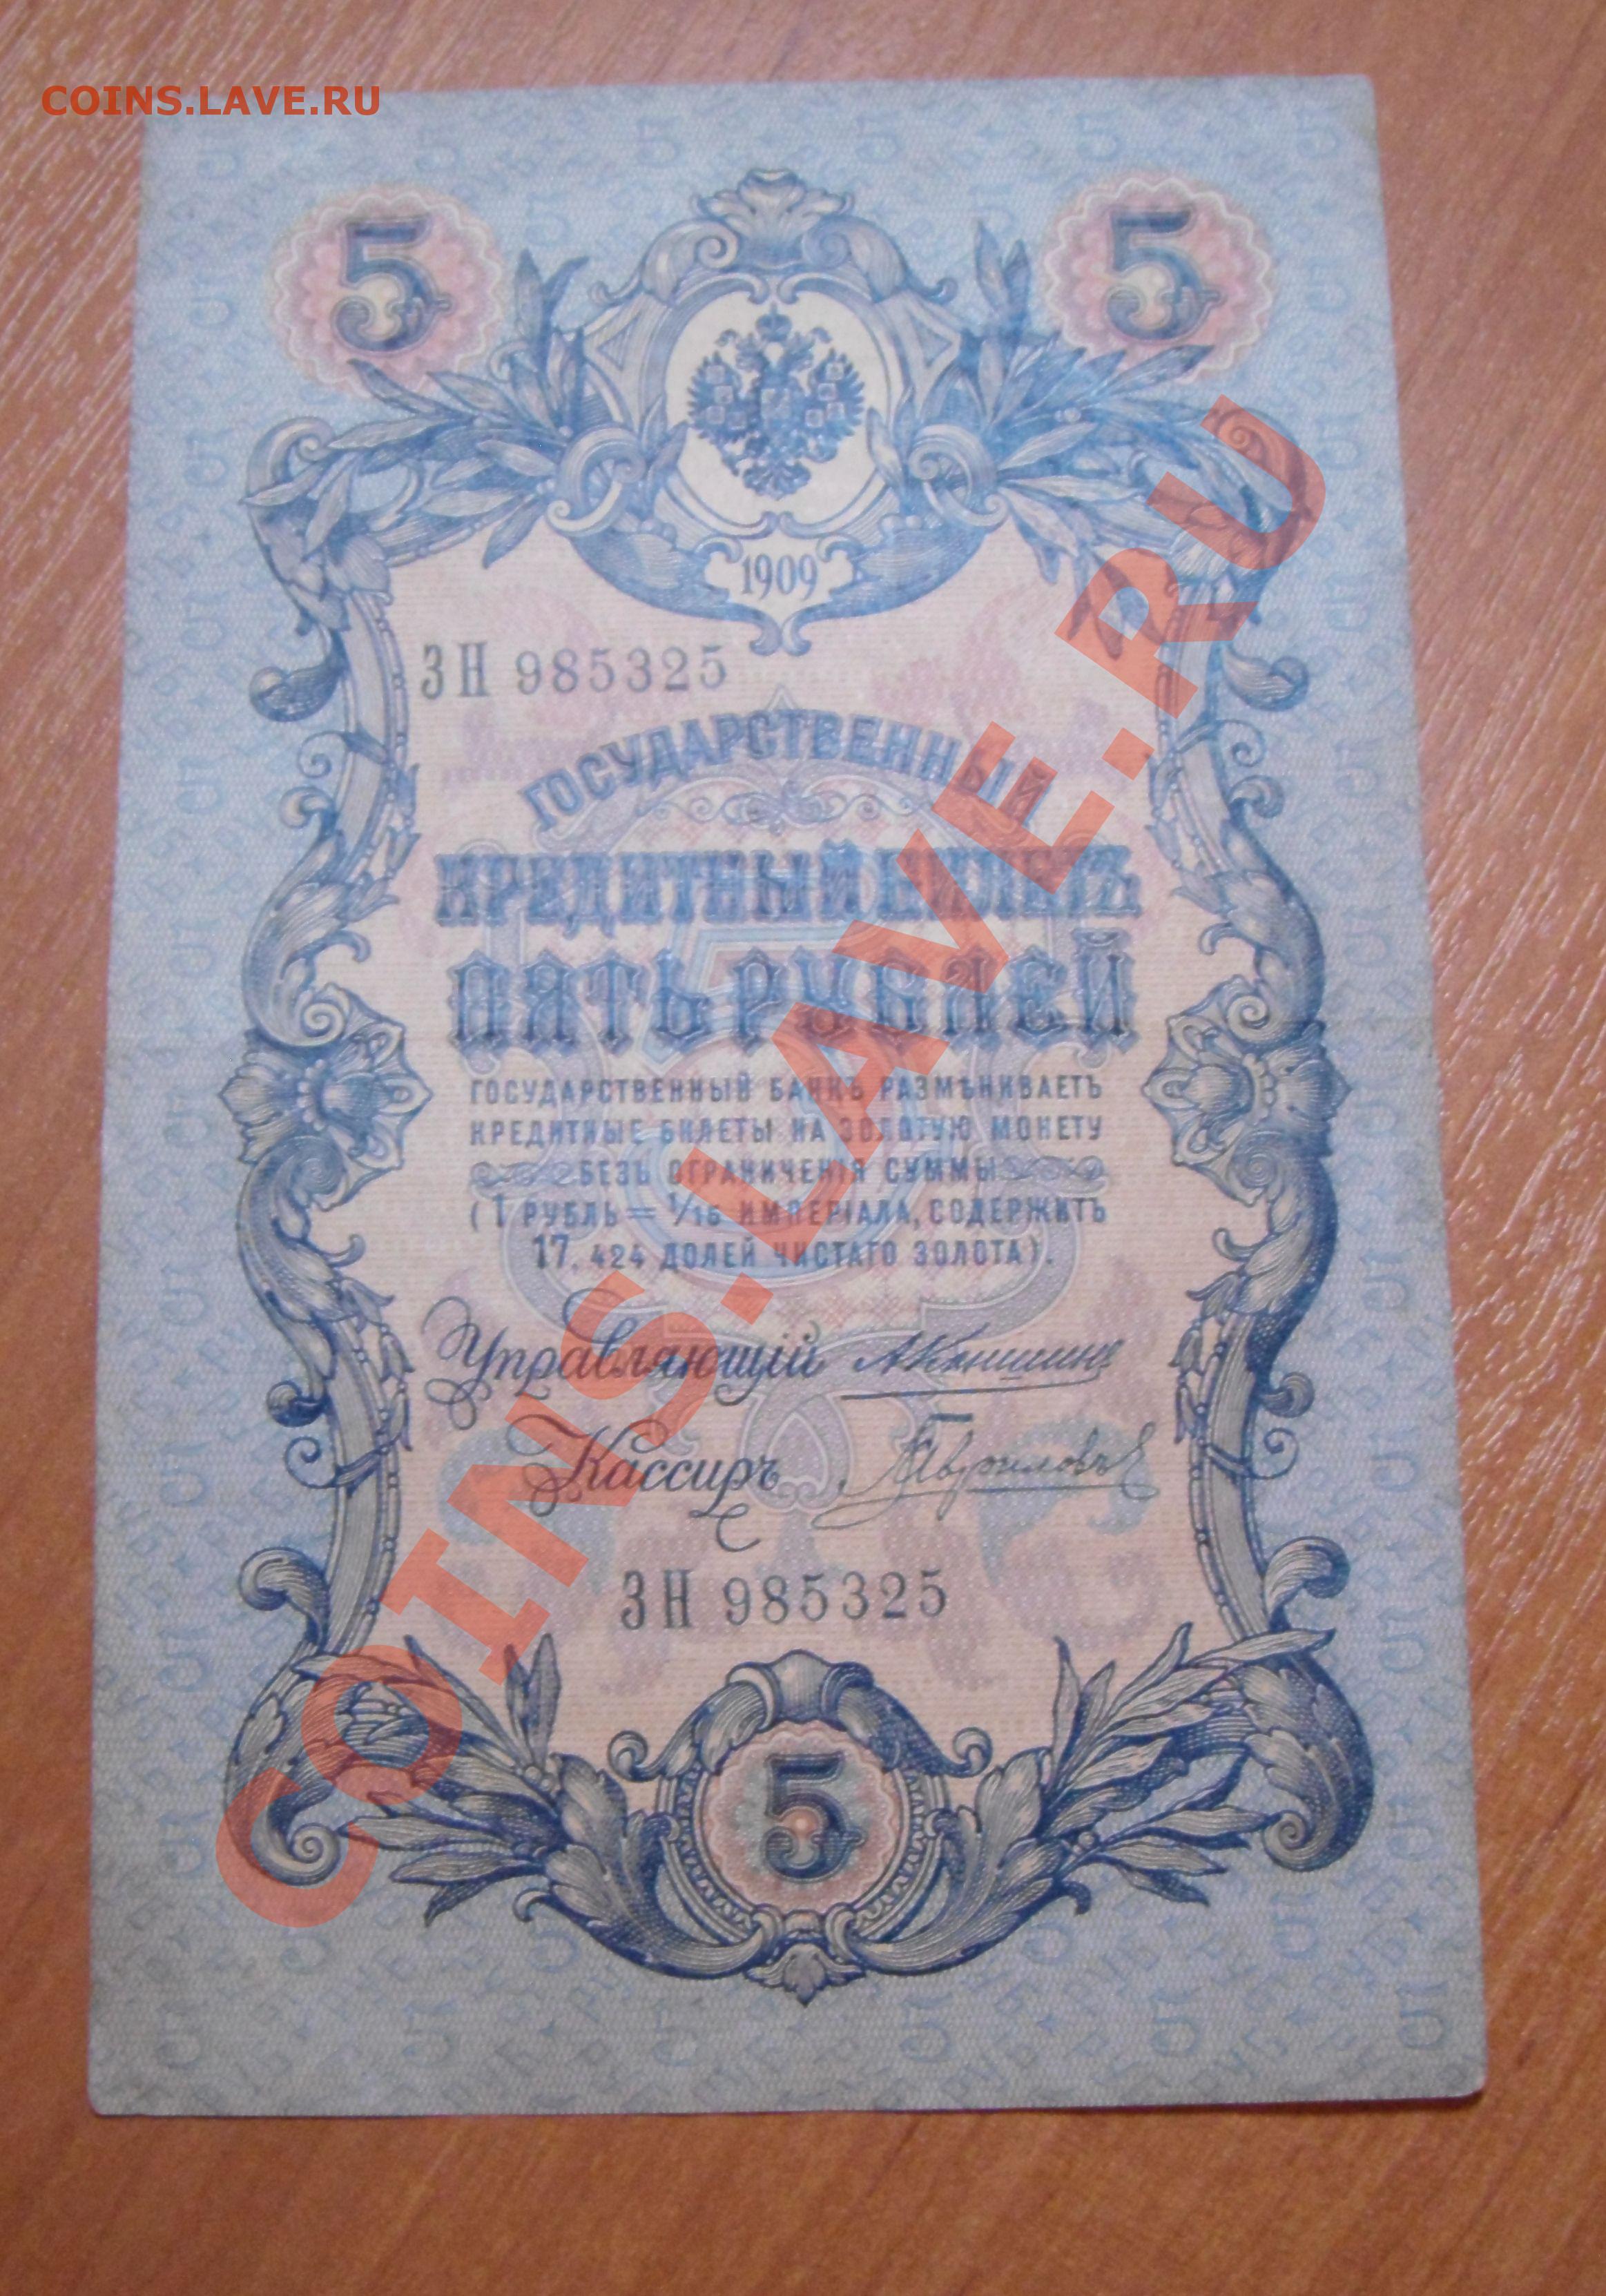 COINS.LAVE.RU
5 5
1909
ЗН 985325
ГОСУДАРСТВЕННЫЙ
КРЕДИТНЫЙ БИЛЕТЪ
ПЯТЬ РУБЛЕЙ
ГОСУДАРСТВЕННЫЙ БАНКЪ РАЗМѢНИВАЕТЪ
КРЕДИТНЫЕ БИЛЕТЫ НА ЗОЛОТУЮ МОНЕТУ
БЕЗЪ ОГРАНИЧЕНІЯ СУММЫ
(1 РУБЛЬ = 1/15 ИМПЕРІАЛА, СОДЕРЖИТЪ
17,424 ДОЛЕЙ ЧИСТАГО ЗОЛОТА).
Управляющій АКоншинъ
Кассиръ
ЗН 985325
5
COINS.LAVE.RU